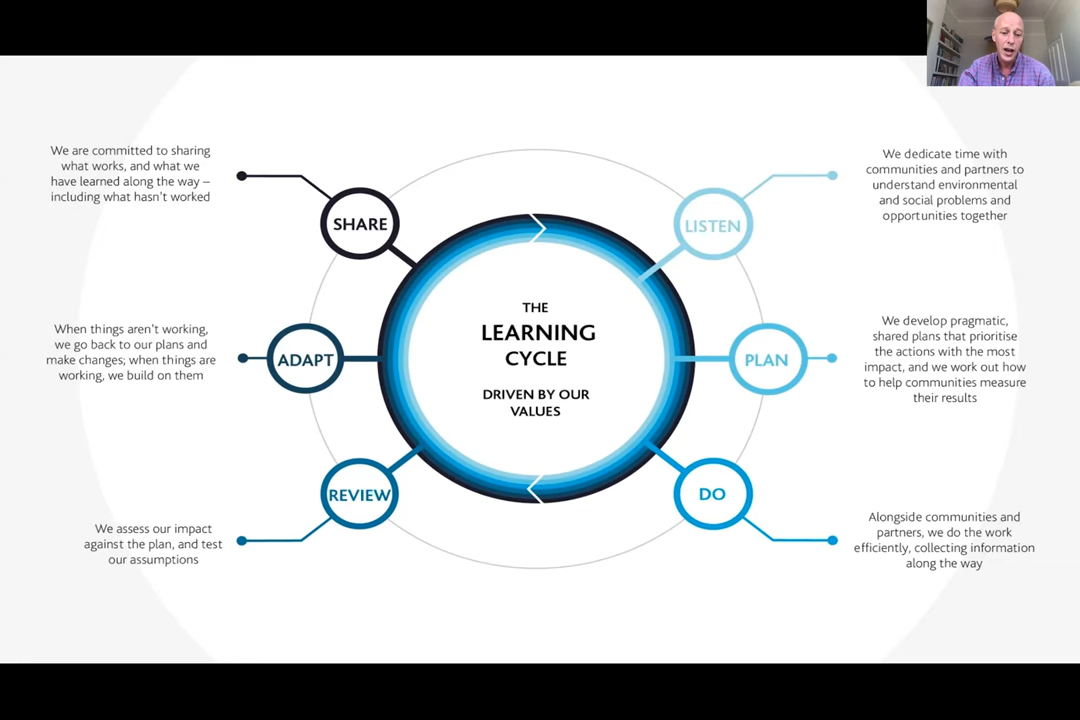 THE
LEARNING
CYCLE
DRIVEN BY OUR
VALUES
LISTEN
We dedicate time with
communities and partners to
understand environmental
and social problems and
opportunities together
PLAN
We develop pragmatic,
shared plans that prioritise
the actions with the most
impact, and we work out how
to help communities measure
their results
DO
Alongside communities and
partners, we do the work
efficiently, collecting information
along the way
REVIEW
We assess our impact
against the plan, and test
our assumptions
ADAPT
When things aren't working,
we go back to our plans and
make changes; when things are
working, we build on them
SHARE
We are committed to sharing
what works, and what we
have learned along the way –
including what hasn't worked